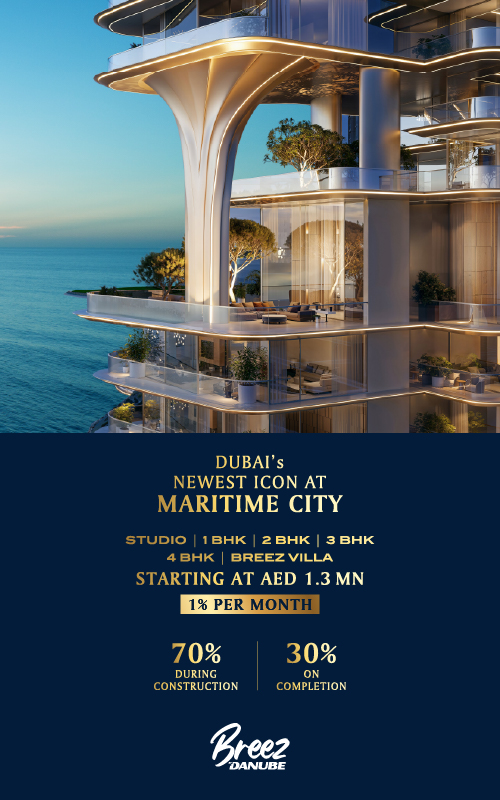 DUBAI's
NEWEST ICON AT
MARITIME CITY
STUDIO | 1 BHK | 2 BHK | 3 BHK
4 BHK | BREEZ VILLA
STARTING AT AED 1.3 MN
1% PER MONTH
70%
DURING
CONSTRUCTION
30%
ON
COMPLETION
Breez
BY DANUBE